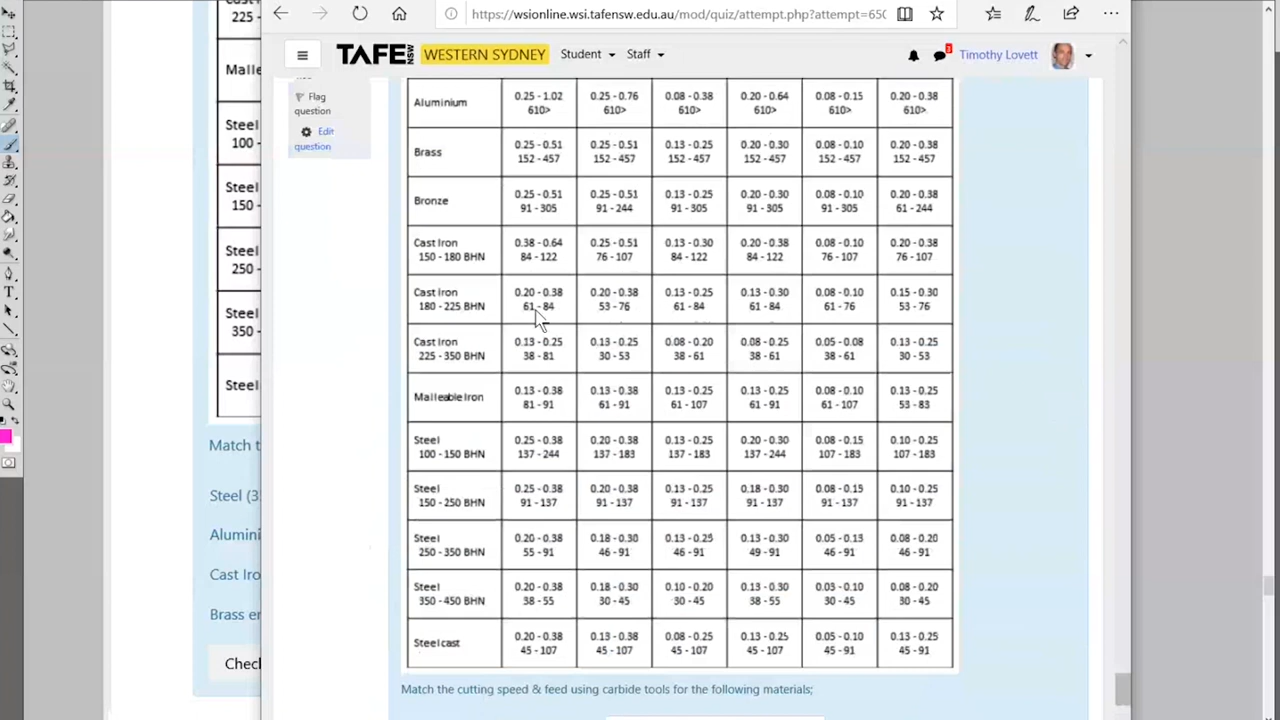 https://wsionline.wsi.tafensw.edu.au/mod/quiz/attempt.php?attempt=650
TAFE NSW WESTERN SYDNEY Student Staff Timothy Lovett
Flag
question
Edit
question
225 -
Malle
Steel
100 -
Steel
150 -
Steel
250 -
Steel
350 -
Steel
Match t
Steel (3
Alumini
Cast Iro
Brass en
Check
Aluminium 0.25 - 1.02 0.25 - 0.76 0.08 - 0.38 0.20 - 0.64 0.08 - 0.15 0.20 - 0.38
610> 610> 610> 610> 610> 610>
Brass 0.25 - 0.51 0.25 - 0.51 0.13 - 0.25 0.20 - 0.30 0.08 - 0.10 0.20 - 0.38
152 - 457 152 - 457 152 - 457 152 - 457 152 - 457 152 - 457
Bronze 0.25 - 0.51 0.25 - 0.51 0.13 - 0.25 0.20 - 0.30 0.08 - 0.10 0.20 - 0.38
91 - 305 91 - 244 91 - 305 91 - 305 91 - 305 61 - 244
Cast Iron 0.38 - 0.64 0.25 - 0.51 0.13 - 0.30 0.20 - 0.38 0.08 - 0.10 0.20 - 0.38
150 - 180 BHN 84 - 122 76 - 107 84 - 122 84 - 122 76 - 107 76 - 107
Cast Iron 0.20 - 0.38 0.20 - 0.38 0.13 - 0.25 0.13 - 0.30 0.08 - 0.10 0.15 - 0.30
180 - 225 BHN 61 - 84 53 - 76 61 - 84 61 - 84 61 - 76 53 - 76
Cast Iron 0.13 - 0.25 0.13 - 0.25 0.08 - 0.20 0.08 - 0.25 0.05 - 0.08 0.13 - 0.25
225 - 350 BHN 38 - 81 30 - 53 38 - 61 38 - 61 38 - 61 30 - 53
Malleable Iron 0.13 - 0.38 0.13 - 0.38 0.13 - 0.25 0.13 - 0.25 0.08 - 0.10 0.13 - 0.25
81 - 91 61 - 91 61 - 107 61 - 91 61 - 107 53 - 83
Steel 0.25 - 0.38 0.20 - 0.38 0.13 - 0.25 0.20 - 0.30 0.08 - 0.15 0.10 - 0.25
100 - 150 BHN 137 - 244 137 - 183 137 - 183 137 - 244 107 - 183 107 - 183
Steel 0.25 - 0.38 0.20 - 0.38 0.13 - 0.25 0.18 - 0.30 0.08 - 0.15 0.10 - 0.25
150 - 250 BHN 91 - 137 91 - 137 91 - 137 91 - 137 91 - 137 91 - 137
Steel 0.20 - 0.38 0.18 - 0.30 0.13 - 0.25 0.13 - 0.30 0.05 - 0.13 0.08 - 0.20
250 - 350 BHN 55 - 91 46 - 91 46 - 91 49 - 91 46 - 91 46 - 91
Steel 0.20 - 0.38 0.18 - 0.30 0.10 - 0.20 0.13 - 0.30 0.03 - 0.10 0.08 - 0.20
350 - 450 BHN 38 - 55 30 - 45 30 - 45 38 - 55 30 - 45 30 - 45
Steel cast 0.20 - 0.38 0.13 - 0.38 0.08 - 0.25 0.13 - 0.25 0.05 - 0.10 0.13 - 0.25
45 - 107 45 - 107 45 - 107 45 - 107 45 - 91 45 - 91
Match the cutting speed & feed using carbide tools for the following materials;